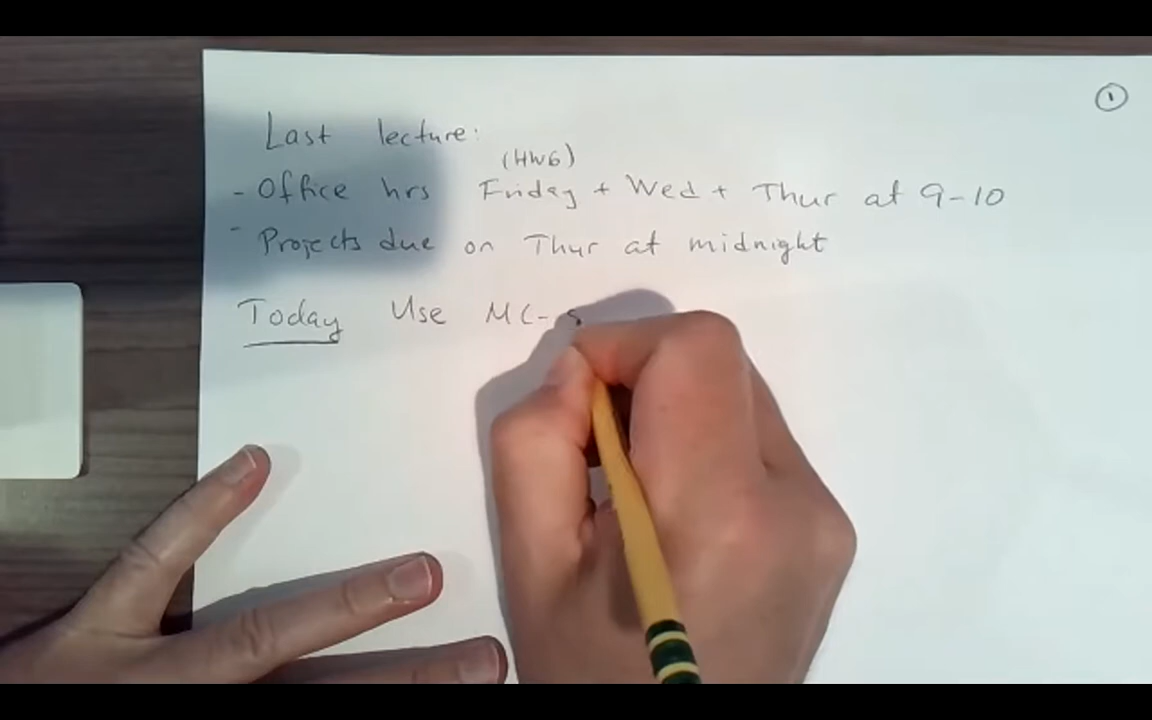 ①
Last lecture:
(HW6)
- Office hrs Friday + Wed + Thur at 9-10
- Projects due on Thur at midnight
Today Use MC-S